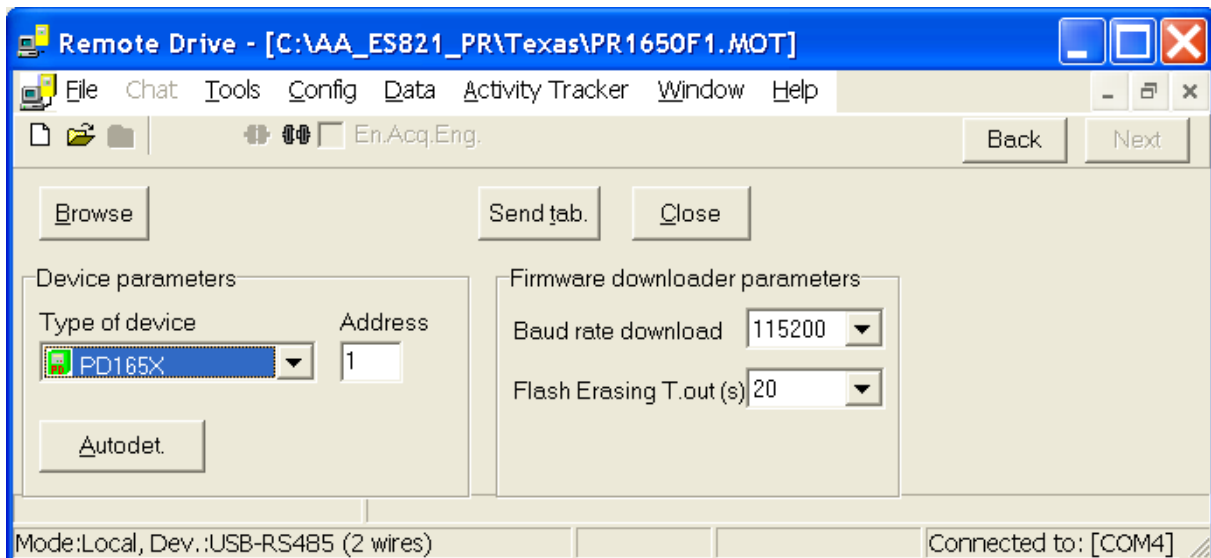 Remote Drive - [C:\AA_ES821_PR\Texas\PR1650F1.MOT]
File Chat Tools Config Data Activity Tracker Window Help
En.Acq.Eng. Back Next
Browse Send tab. Close
Device parameters Firmware downloader parameters
Type of device Address
Baud rate download 115200
PD165X 1
Flash Erasing T.out (s) 20
Autodet.
Mode:Local, Dev.:USB-RS485 (2 wires) Connected to: [COM4]